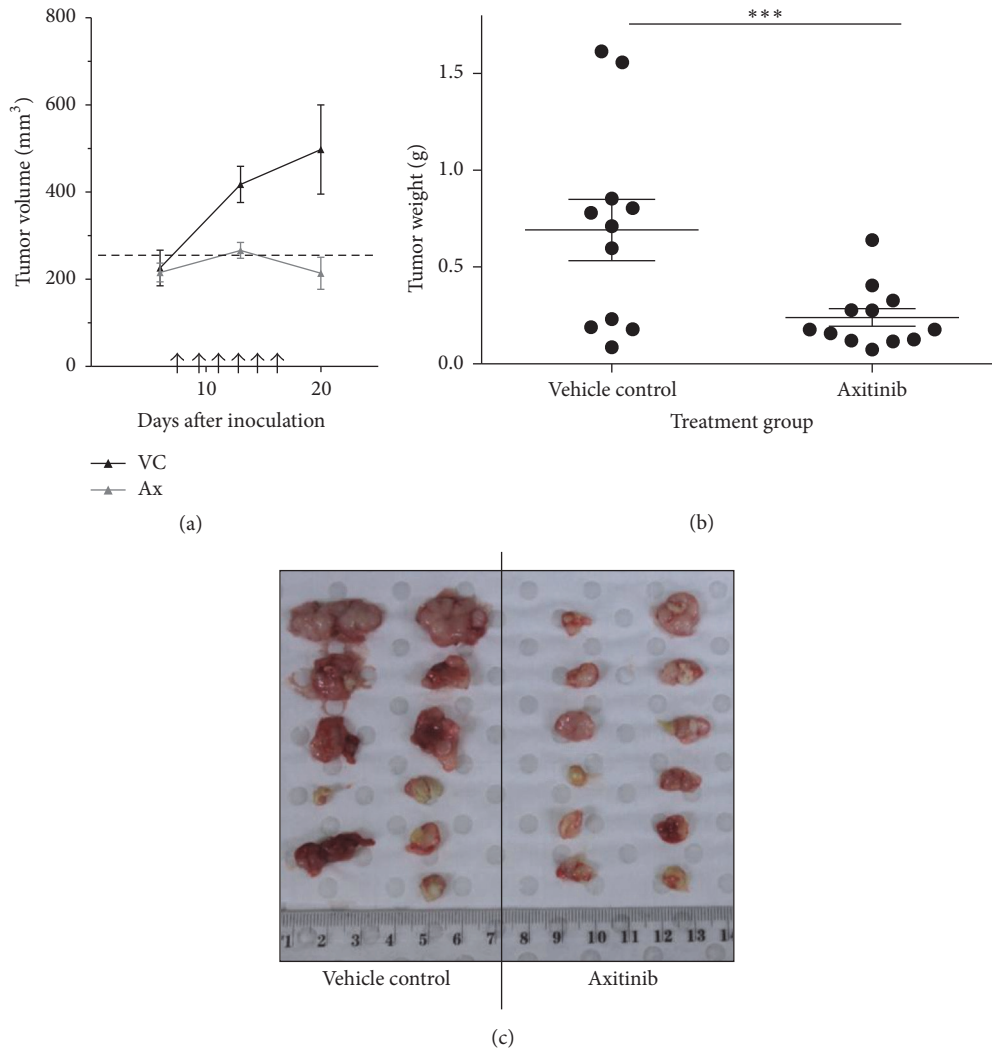 800
600
400
200
0
Tumor volume (mm³)
10
20
Days after inoculation
VC
Ax
(a)
***
1.5
1.0
0.5
0.0
Tumor weight (g)
Vehicle control
Axitinib
Treatment group
(b)
1 2 3 4 5 6 7 8 9 10 11 12 13 14
Vehicle control
Axitinib
(c)